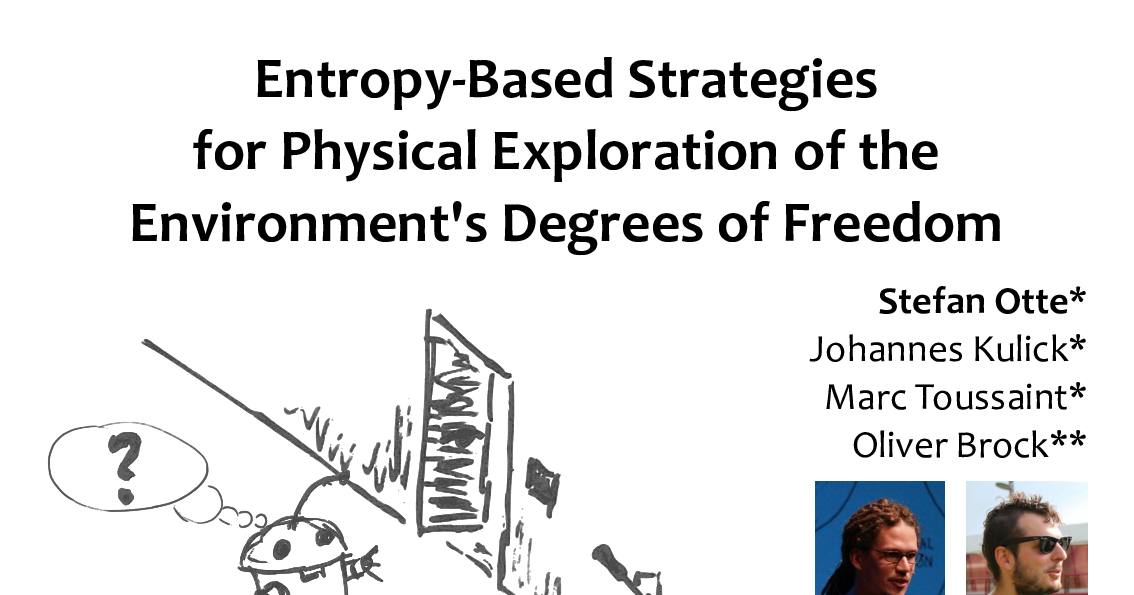 Entropy-Based Strategies
for Physical Exploration of the
Environment's Degrees of Freedom
Stefan Otte*
Johannes Kulick*
Marc Toussaint*
Oliver Brock**
?